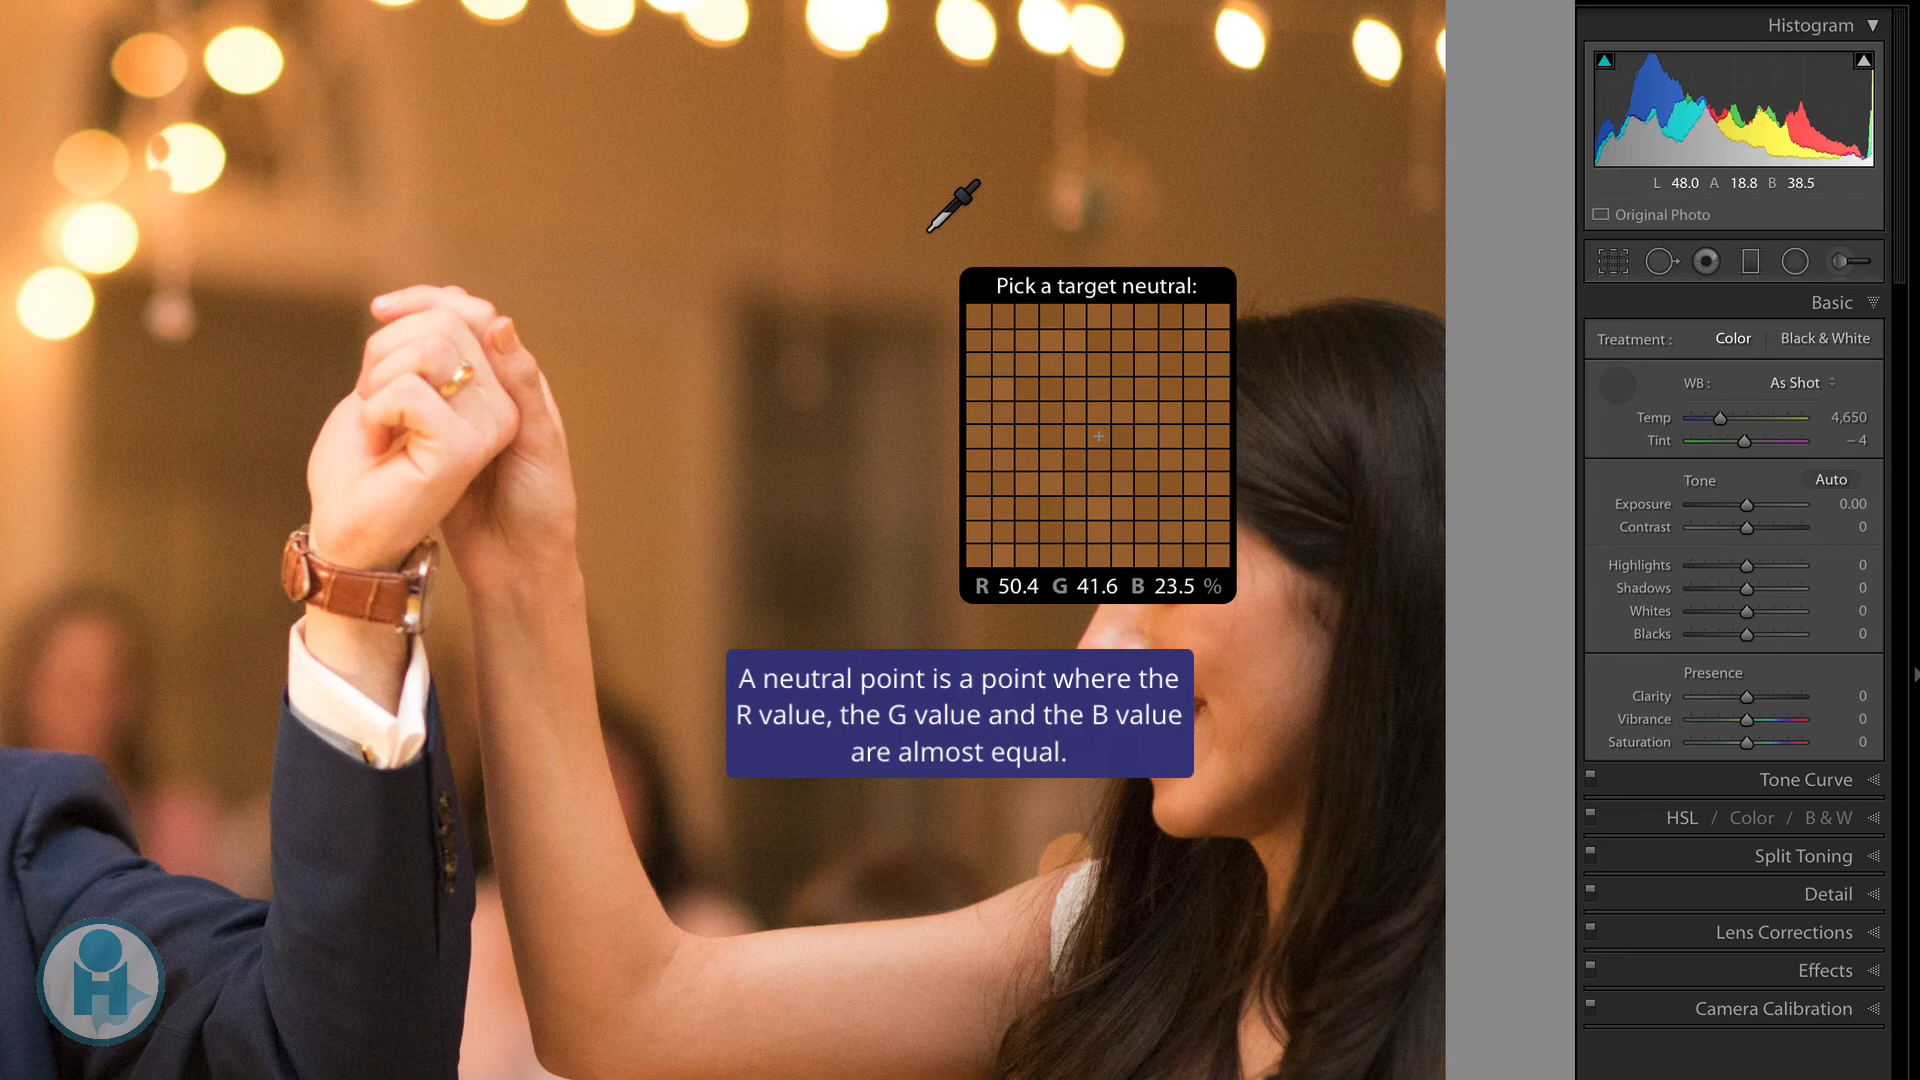 Histogram
L 48.0 A 18.8 B 38.5
Original Photo
Pick a target neutral:
R 50.4 G 41.6 B 23.5 %
A neutral point is a point where the
R value, the G value and the B value
are almost equal.
Basic
Treatment : Color Black & White
WB : As Shot
Temp 4,650
Tint – 4
Tone Auto
Exposure 0.00
Contrast 0
Highlights 0
Shadows 0
Whites 0
Blacks 0
Presence
Clarity 0
Vibrance 0
Saturation 0
Tone Curve
HSL / Color / B & W
Split Toning
Detail
Lens Corrections
Effects
Camera Calibration
H